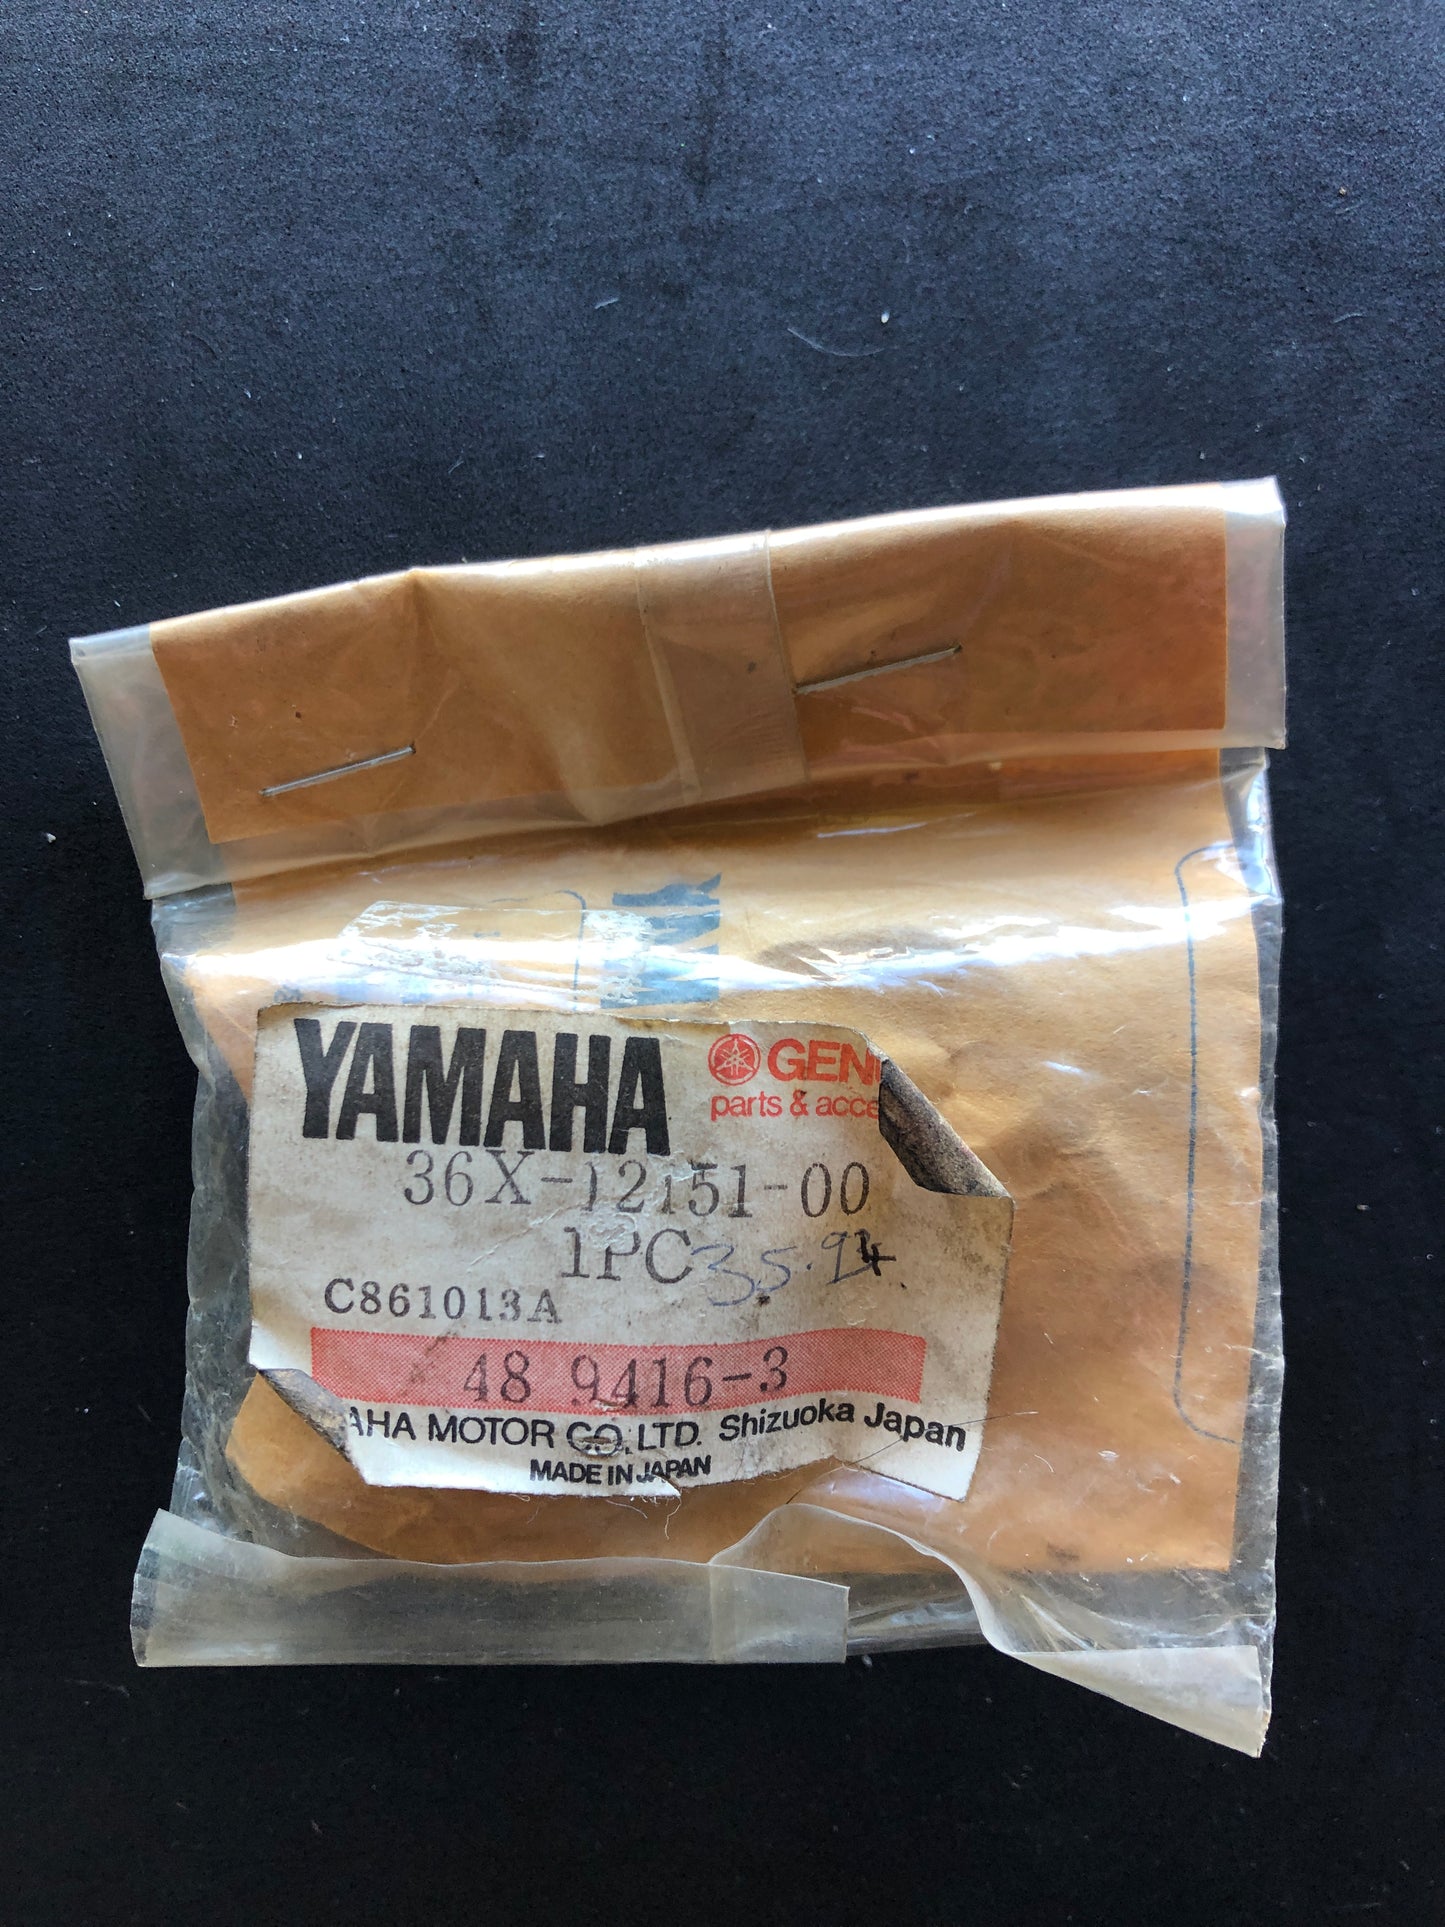 YAMAHA
GENU
parts & acce
36X-12151-00
1PC 35.94
C861013A
48 9416-3
AHA MOTOR CO., LTD. Shizuoka Japan
MADE IN JAPAN